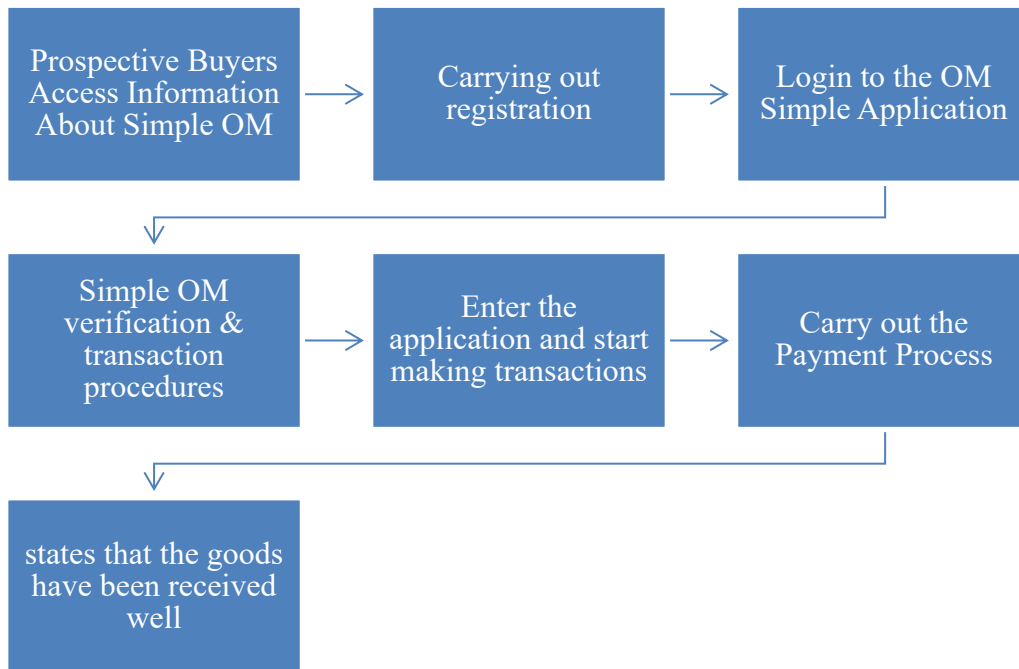 Prospective Buyers
Access Information
About Simple OM
Carrying out
registration
Login to the OM
Simple Application
Simple OM
verification &
transaction
procedures
Enter the
application and start
making transactions
Carry out the
Payment Process
states that the goods
have been received
well